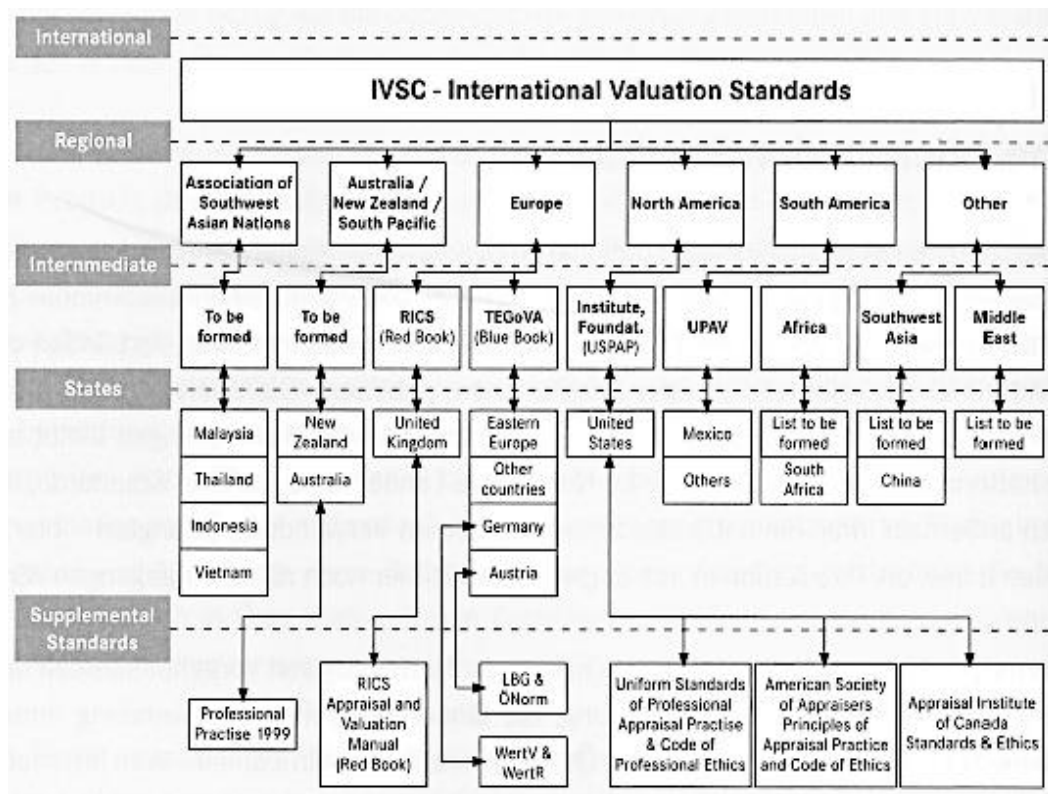 International
IVSC - International Valuation Standards
Regional
Association of
Southwest
Asian Nations
Australia /
New Zealand /
South Pacific
Europe
North America
South America
Other
Internmediate
To be
formed
To be
formed
RICS
(Red Book)
TEGoVA
(Blue Book)
Institute,
Foundat.
(USPAP)
UPAV
Africa
Southwest
Asia
Middle
East
States
Malaysia
Thailand
Indonesia
Vietnam
New
Zealand
Australia
United
Kingdom
Eastern
Europe
Other
countries
Germany
Austria
United
States
Mexico
Others
List to be
formed
South
Africa
List to be
formed
China
List to be
formed
Supplemental
Standards
Professional
Practise 1999
RICS
Appraisal and
Valuation
Manual
(Red Book)
LBG &
ÖNorm
WertV &
WertR
Uniform Standards
of Professional
Appraisal Practise
& Code of
Professional Ethics
American Society
of Appraisers
Principles of
Appraisal Practice
and Code of Ethics
Appraisal Institute
of Canada
Standards & Ethics